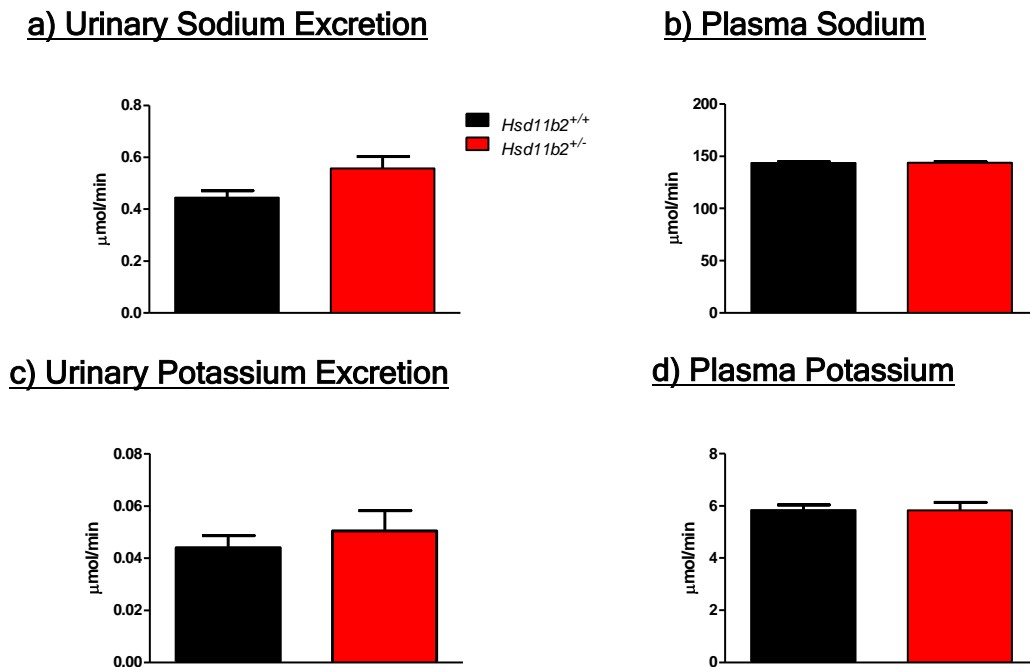 a) Urinary Sodium Excretion
b) Plasma Sodium
0.8
0.6
0.4
0.2
0.0
μmol/min
Hsd11b2+/+
Hsd11b2+/-
200
150
100
50
0
μmol/min
c) Urinary Potassium Excretion
d) Plasma Potassium
0.08
0.06
0.04
0.02
0.00
μmol/min
8
6
4
2
0
μmol/min